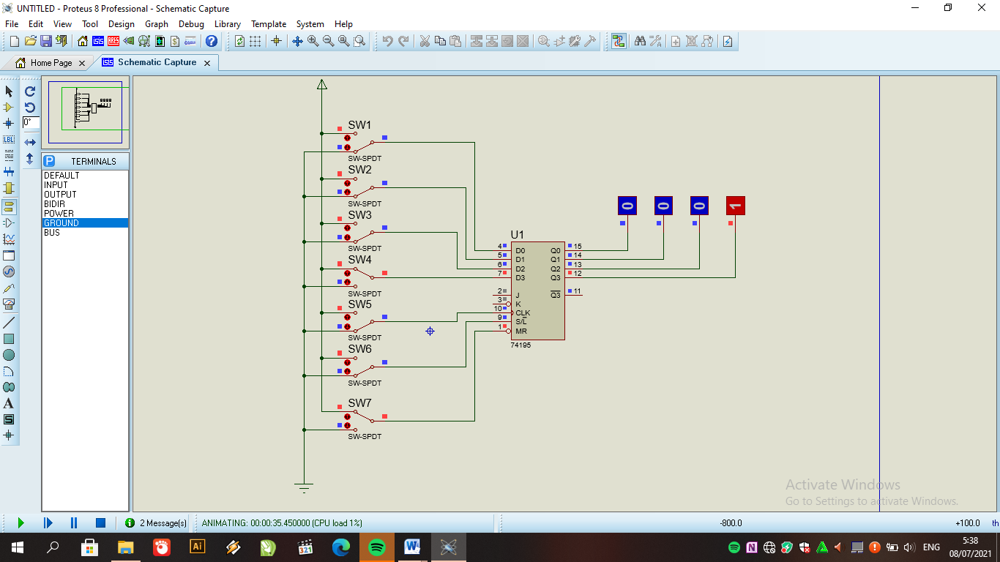 UNTITLED - Proteus 8 Professional - Schematic Capture
File Edit View Tool Design Graph Debug Library Template System Help
Home Page Schematic Capture
0°
LBL
P TERMINALS
DEFAULT
INPUT
OUTPUT
BIDIR
POWER
GROUND
BUS
A
S
SW1
SW-SPDT
SW2
SW-SPDT
SW3
SW-SPDT
SW4
SW-SPDT
SW5
SW-SPDT
SW6
SW-SPDT
SW7
SW-SPDT
0 0 0 1
U1
4 D0 Q0 15
5 D1 Q1 14
6 D2 Q2 13
7 D3 Q3 12
2 J Q3 11
3 K
10 CLK
9 S/L
1 MR
74195
Activate Windows
Go to Settings to activate Windows.
2 Message(s) ANIMATING: 00:00:35.450000 (CPU load 1%) -800.0 +100.0 th
Ai 321 W N ENG 5:38
08/07/2021